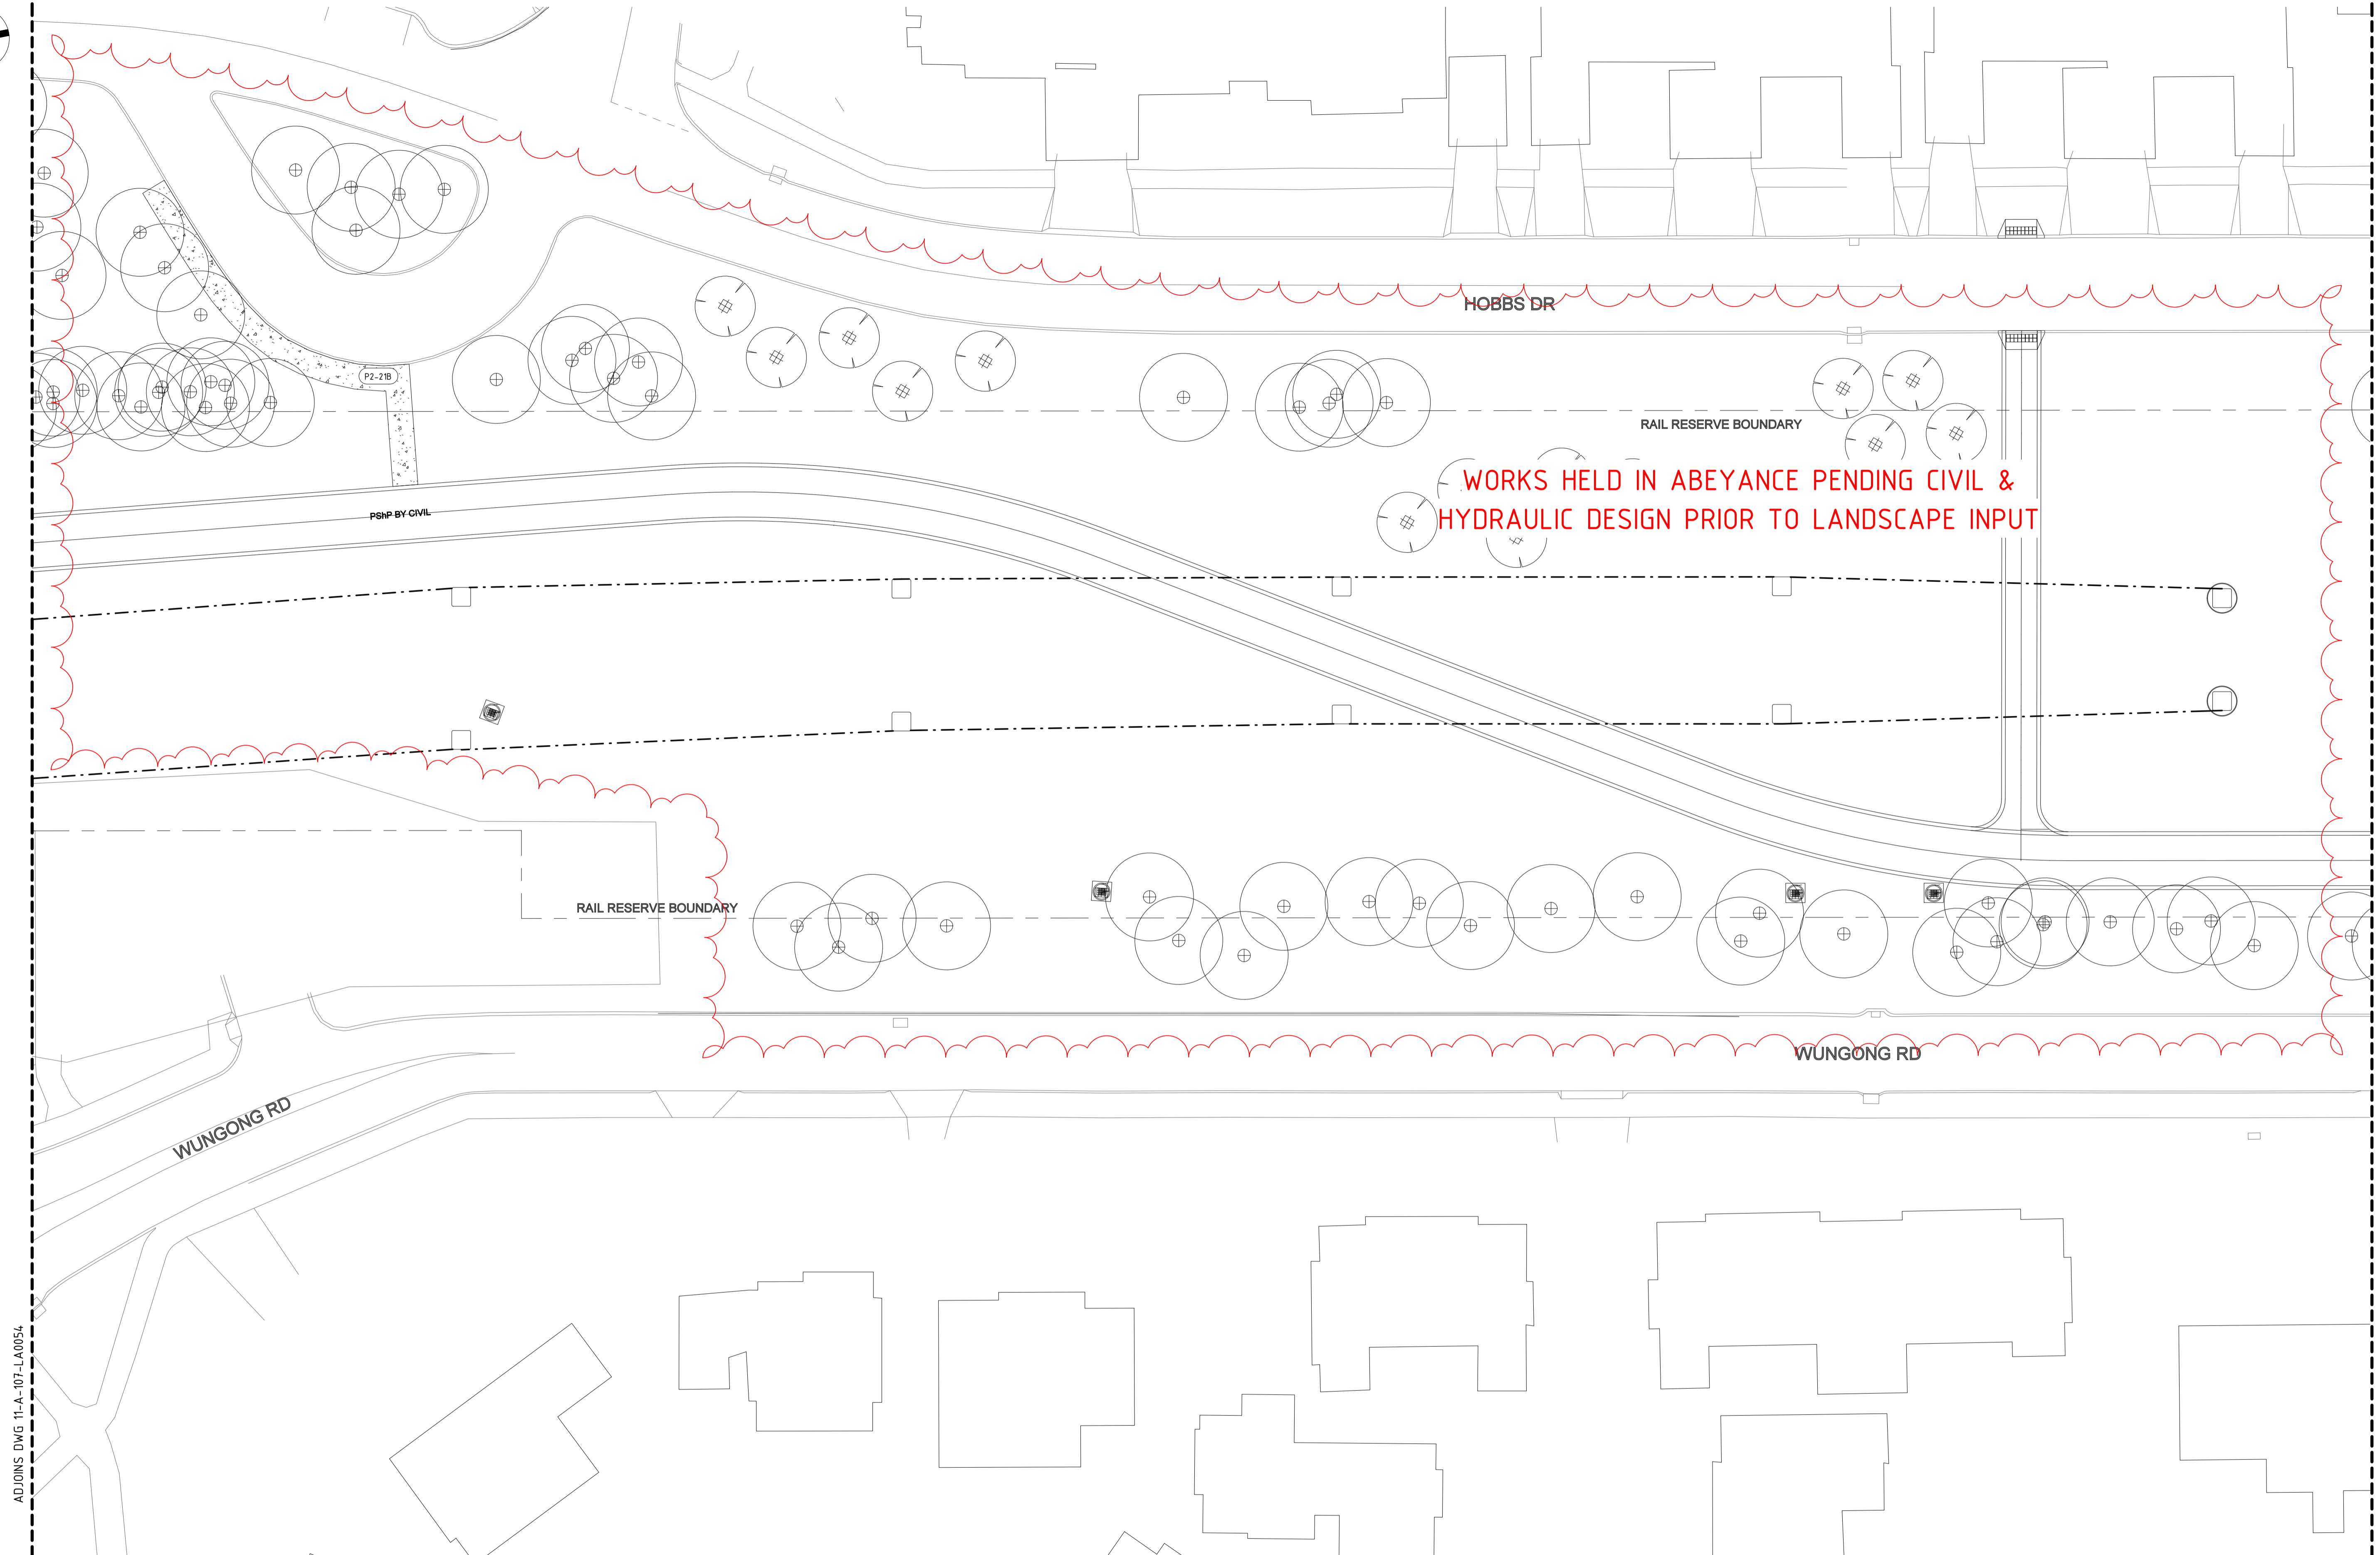 HOBBS DR
P2-21B
RAIL RESERVE BOUNDARY
WORKS HELD IN ABEYANCE PENDING CIVIL &
HYDRAULIC DESIGN PRIOR TO LANDSCAPE INPUT
PShP BY CIVIL
RAIL RESERVE BOUNDARY
WUNGONG RD
WUNGONG RD
ADJOINS DWG 11-A-107-LA0054